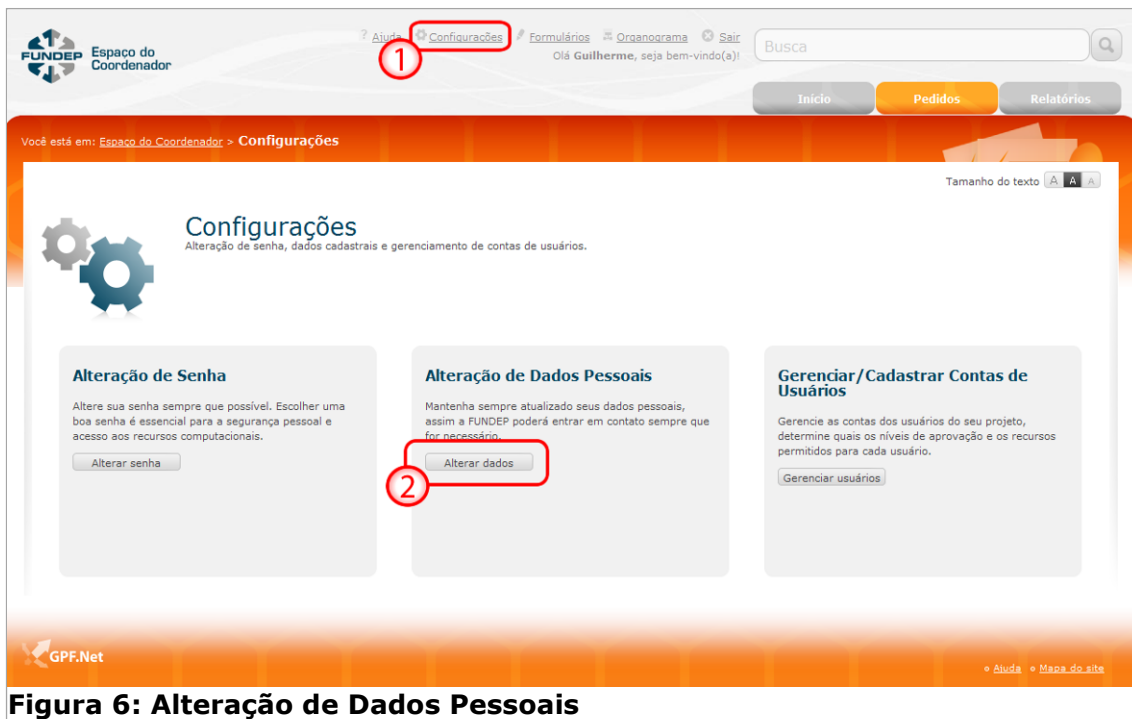 FUNDEP
Espaço do
Coordenador
? Ajuda Configurações Formulários Organograma Sair
Olá Guilherme, seja bem-vindo(a)!
Busca
1
Início Pedidos Relatórios
Você está em: Espaço do Coordenador > Configurações
Tamanho do texto A A A
Configurações
Alteração de senha, dados cadastrais e gerenciamento de contas de usuários.
Alteração de Senha
Altere sua senha sempre que possível. Escolher uma
boa senha é essencial para a segurança pessoal e
acesso aos recursos computacionais.
Alterar senha
Alteração de Dados Pessoais
Mantenha sempre atualizado seus dados pessoais,
assim a FUNDEP poderá entrar em contato sempre que
for necessário.
Alterar dados
2
Gerenciar/Cadastrar Contas de
Usuários
Gerencie as contas dos usuários do seu projeto,
determine quais os níveis de aprovação e os recursos
permitidos para cada usuário.
Gerenciar usuários
GPF.Net
Ajuda Mapa do site
Figura 6: Alteração de Dados Pessoais